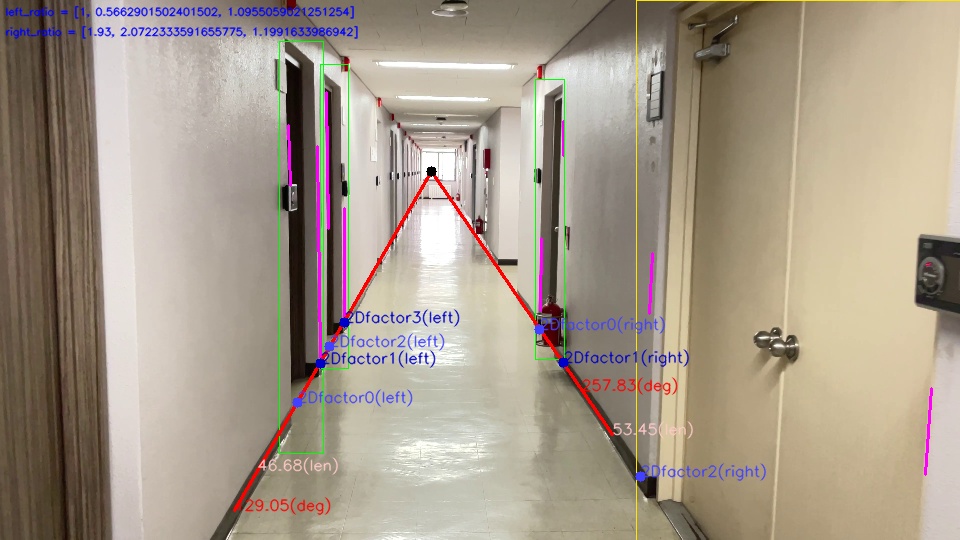 left_ratio = [1, 0.5662901502401502, 1.0955059021251254]
right_ratio = [1.93, 2.0722333591655775, 1.1991633986942]
2Dfactor3(left)
2Dfactor0(right)
2Dfactor2(left)
2Dfactor1(left)
2Dfactor1(right)
257.83(deg)
2Dfactor0(left)
53.45(len)
46.68(len)
2Dfactor2(right)
29.05(deg)